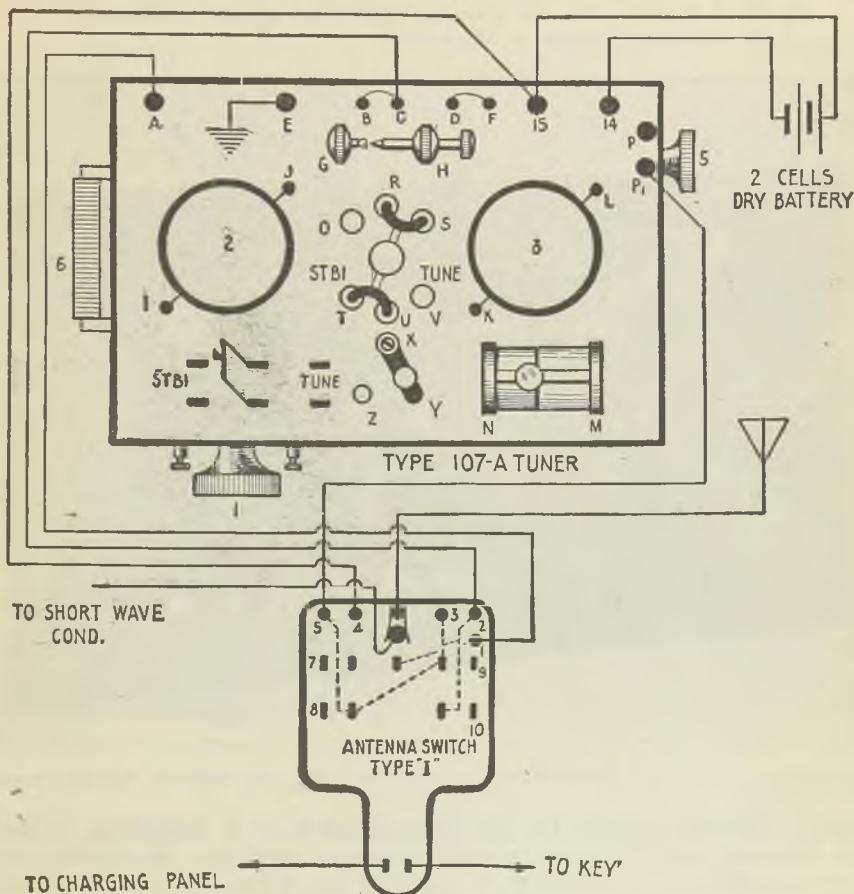 A
E
B
C
D
F
15
14
P
5
P1
2 CELLS
DRY BATTERY
G
H
J
R
L
O
S
2
3
6
STBI
TUNE
I
T
U
V
K
X
STBI
TUNE
Z
Y
N
M
TYPE 107-A TUNER
1
TO SHORT WAVE
COND.
5
4
3
2
1
7
9
8
10
ANTENNA SWITCH
TYPE "I"
TO CHARGING PANEL
TO KEY